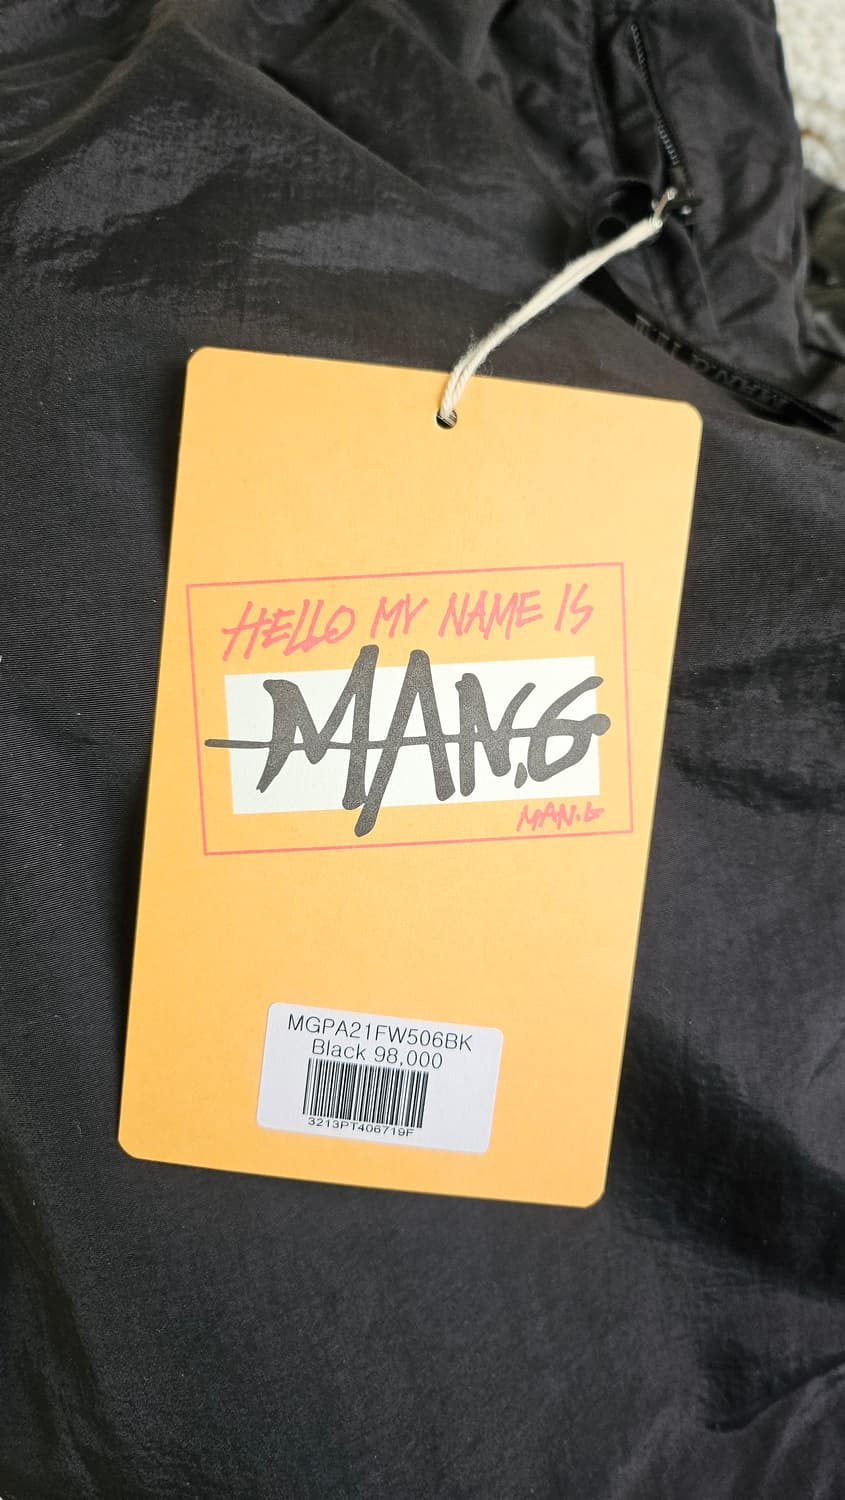 HELLO MY NAME IS
MAN.G
MAN.G
MGPA21FW506BK
Black 98,000
3213PT406719F